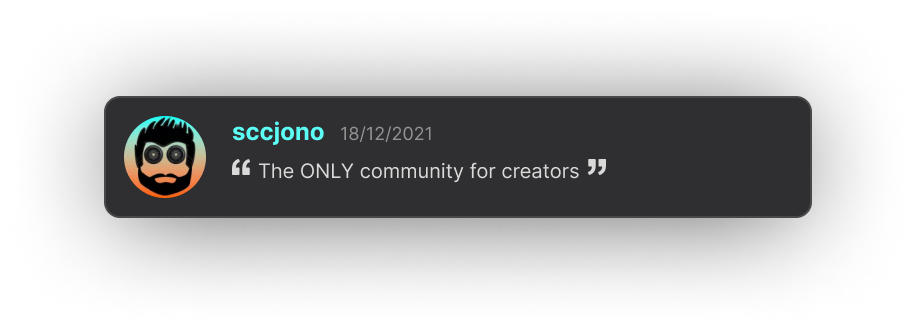 sccjono 18/12/2021
“ The ONLY community for creators ”